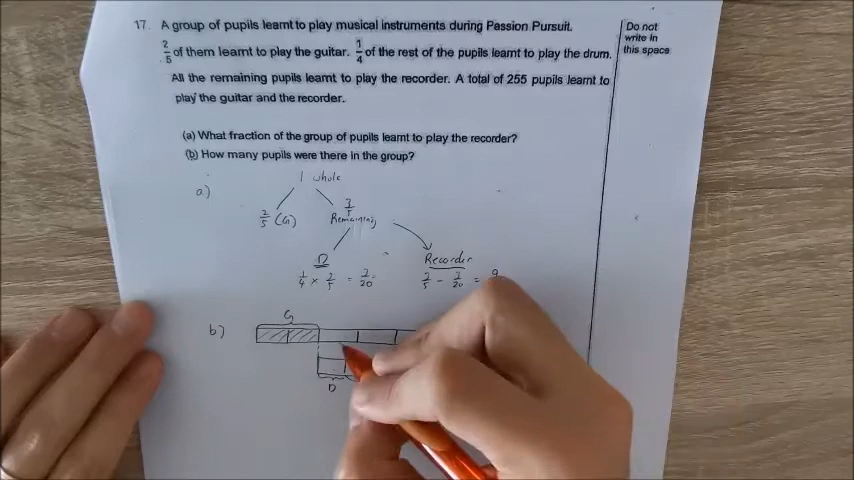 17. A group of pupils learnt to play musical instruments during Passion Pursuit.
2/5 of them learnt to play the guitar. 1/4 of the rest of the pupils learnt to play the drum.
All the remaining pupils learnt to play the recorder. A total of 255 pupils learnt to
play the guitar and the recorder.
(a) What fraction of the group of pupils learnt to play the recorder?
(b) How many pupils were there in the group?
Do not
write in
this space
1 whole
a)
2/5 (G)
3/5
Remaining
D
Recorder
1/4 × 3/5 = 3/20
3/5 - 3/20 = 9
G
b)
D